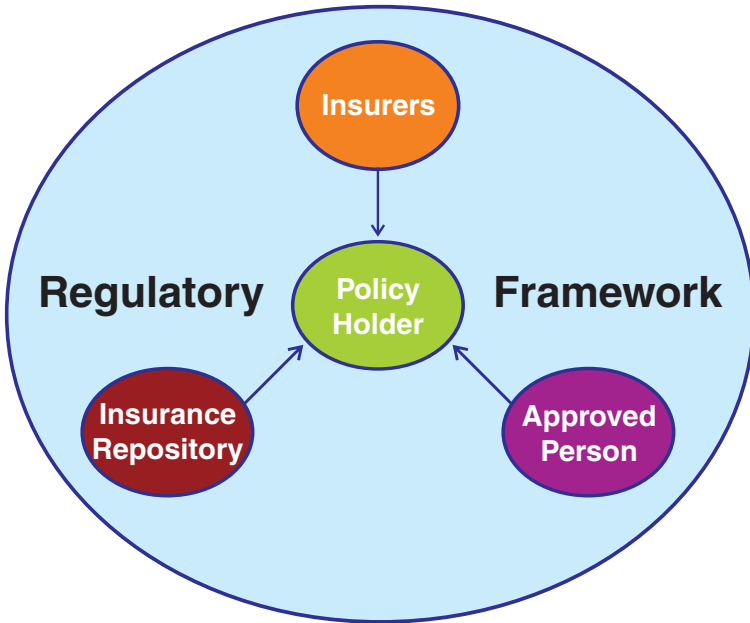 Insurers
Regulatory
Policy
Holder
Framework
Insurance
Repository
Approved
Person